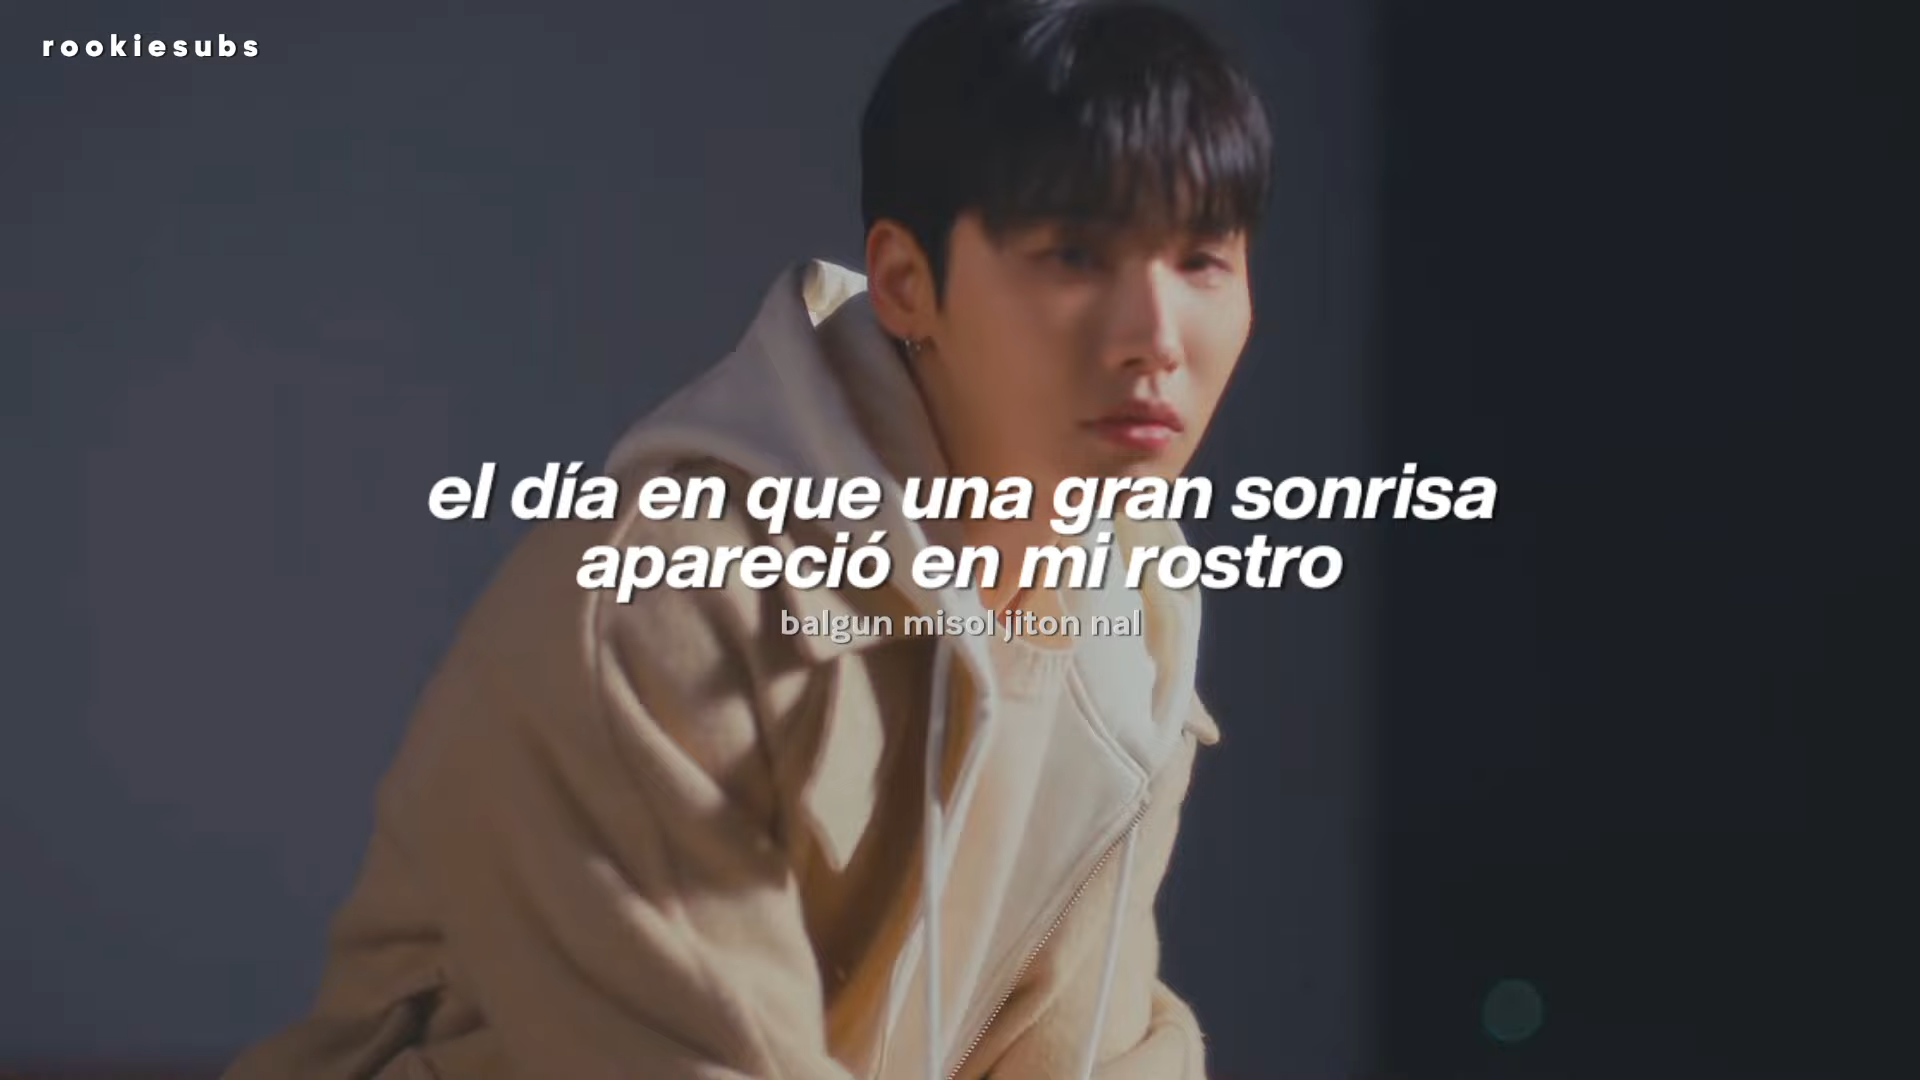 rookiesubs
el día en que una gran sonrisa
apareció en mi rostro
balgun misol jiton nal